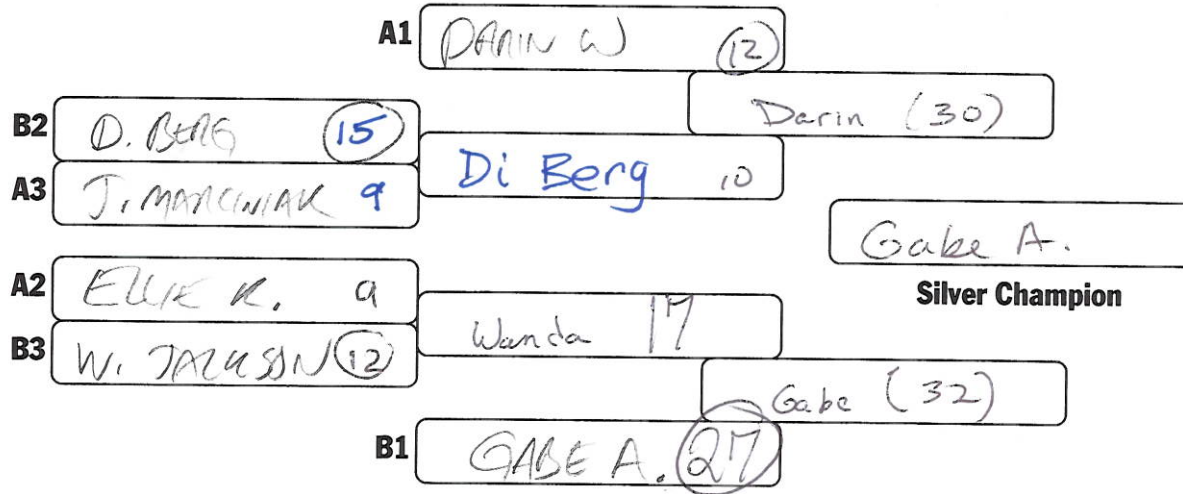 A1 DARIN W 12
Darin (30)
B2 D. BERG 15
Di Berg 10
A3 J. MARCINIAK 9
Gabe A.
Silver Champion
A2 ELLIE K. 9
Wanda 17
B3 W. JACKSON 12
Gabe (32)
B1 GABE A. 27